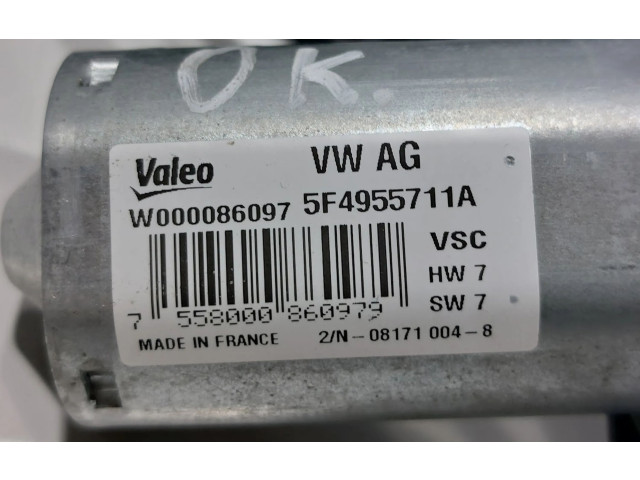 OK.
Valeo VW AG
W000086097 5F4955711A
VSC
HW 7
SW 7
7 558000 860979
MADE IN FRANCE 2/N-08171 004-8